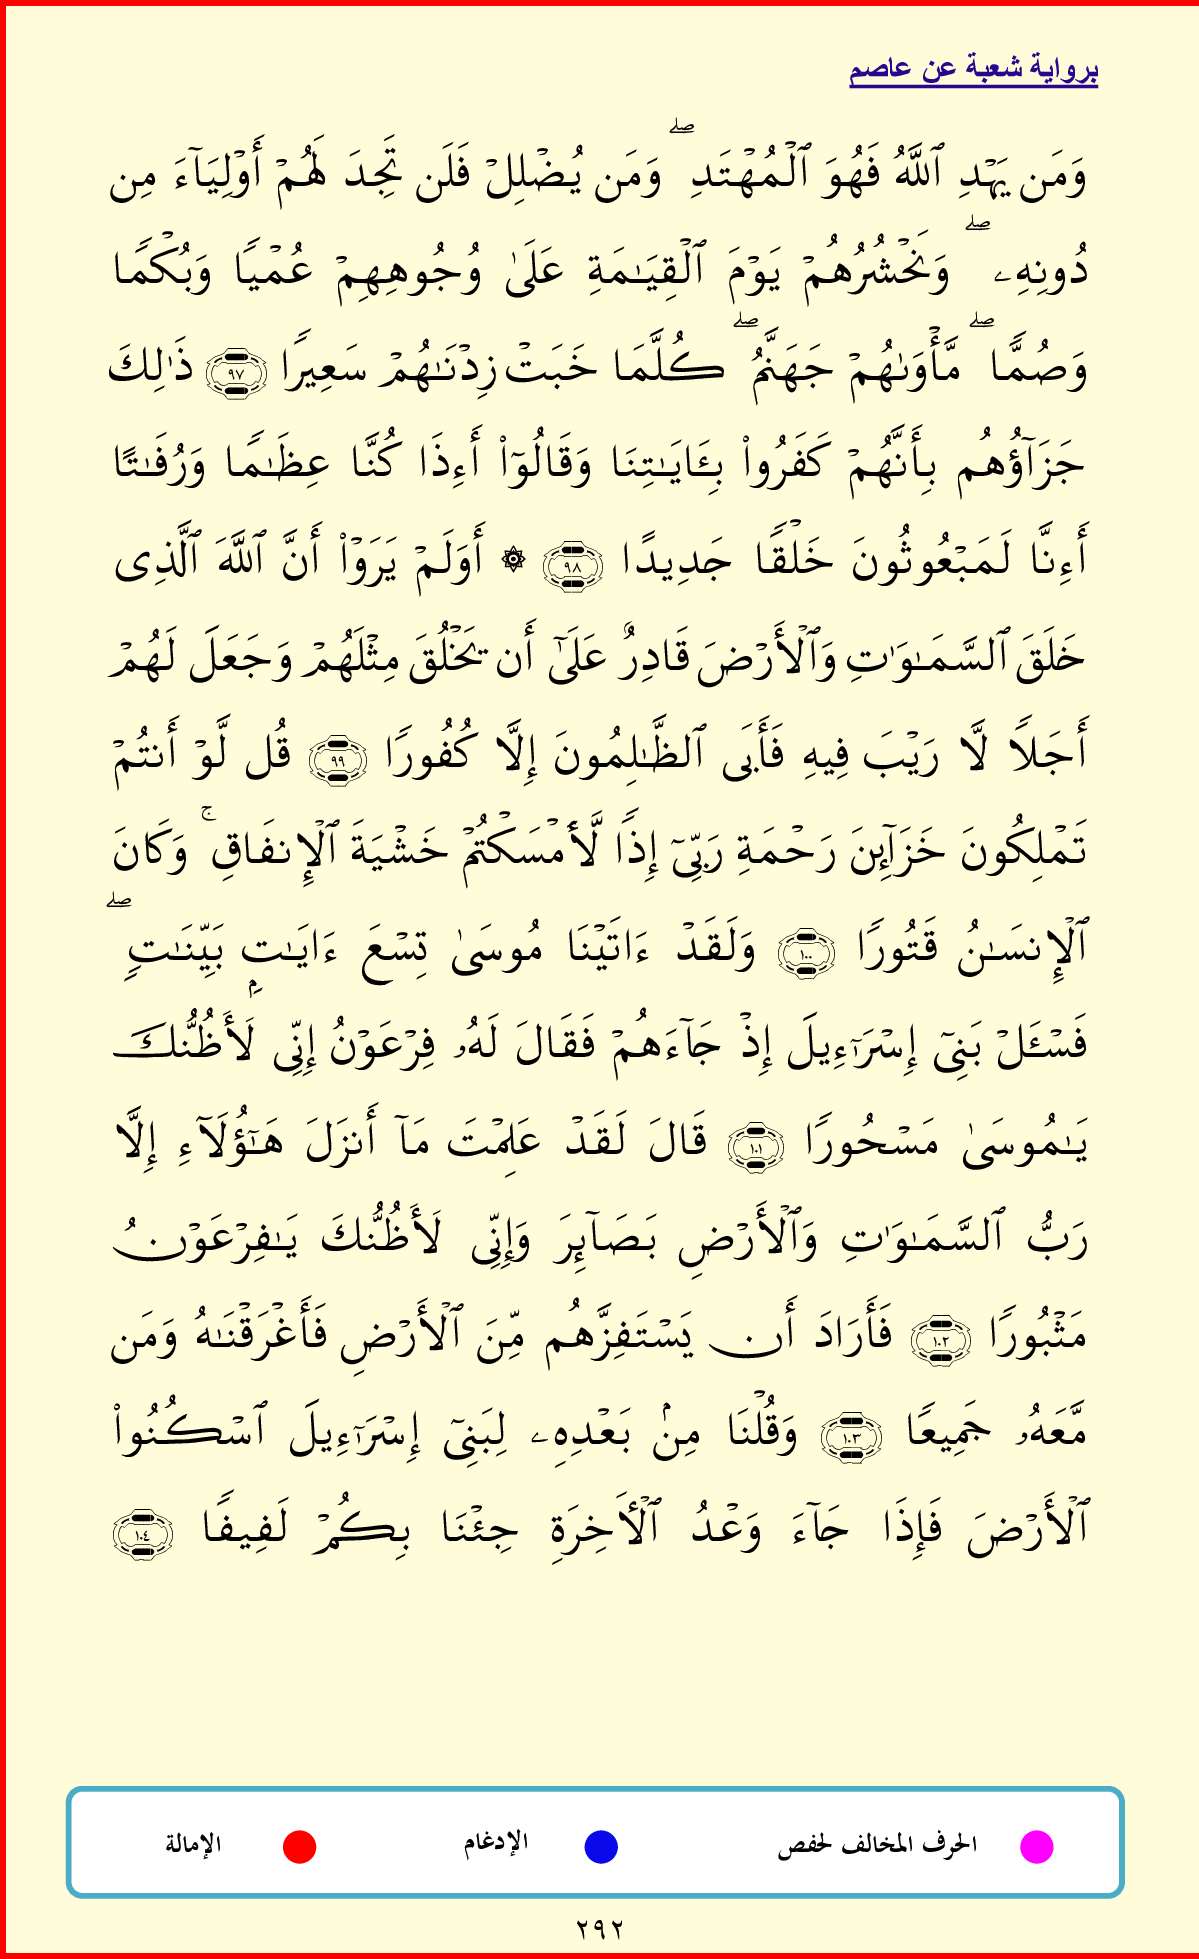 برواية شعبة عن عاصم
وَمَن يَهْدِ ٱللَّهُ فَهُوَ ٱلْمُهْتَدِ ۖ وَمَن يُضْلِلْ فَلَن تَجِدَ لَهُمْ أَوْلِيَآءَ مِن
دُونِهِۦ ۖ وَنَحْشُرُهُمْ يَوْمَ ٱلْقِيَـٰمَةِ عَلَىٰ وُجُوهِهِمْ عُمْيًا وَبُكْمًا
وَصُمًّا ۖ مَّأْوَىٰهُمْ جَهَنَّمُ ۖ كُلَّمَا خَبَتْ زِدْنَـٰهُمْ سَعِيرًا ٩٧ ذَٰلِكَ
جَزَآؤُهُم بِأَنَّهُمْ كَفَرُوا۟ بِـَٔايَـٰتِنَا وَقَالُوٓا۟ أَءِذَا كُنَّا عِظَـٰمًا وَرُفَـٰتًا
أَءِنَّا لَمَبْعُوثُونَ خَلْقًا جَدِيدًا ٩٨ ۞ أَوَلَمْ يَرَوْا۟ أَنَّ ٱللَّهَ ٱلَّذِى
خَلَقَ ٱلسَّمَـٰوَٰتِ وَٱلْأَرْضَ قَادِرٌ عَلَىٰٓ أَن يَخْلُقَ مِثْلَهُمْ وَجَعَلَ لَهُمْ
أَجَلًا لَّا رَيْبَ فِيهِ فَأَبَى ٱلظَّـٰلِمُونَ إِلَّا كُفُورًا ٩٩ قُل لَّوْ أَنتُمْ
تَمْلِكُونَ خَزَآئِنَ رَحْمَةِ رَبِّىٓ إِذًا لَّأَمْسَكْتُمْ خَشْيَةَ ٱلْإِنفَاقِ ۚ وَكَانَ
ٱلْإِنسَـٰنُ قَتُورًا ١٠٠ وَلَقَدْ ءَاتَيْنَا مُوسَىٰ تِسْعَ ءَايَـٰتٍۭ بَيِّنَـٰتٍ ۖ
فَسْـَٔلْ بَنِىٓ إِسْرَٰٓءِيلَ إِذْ جَآءَهُمْ فَقَالَ لَهُۥ فِرْعَوْنُ إِنِّى لَأَظُنُّكَ
يَـٰمُوسَىٰ مَسْحُورًا ١٠١ قَالَ لَقَدْ عَلِمْتَ مَآ أَنزَلَ هَـٰٓؤُلَآءِ إِلَّا
رَبُّ ٱلسَّمَـٰوَٰتِ وَٱلْأَرْضِ بَصَآئِرَ وَإِنِّى لَأَظُنُّكَ يَـٰفِرْعَوْنُ
مَثْبُورًا ١٠٢ فَأَرَادَ أَن يَسْتَفِزَّهُم مِّنَ ٱلْأَرْضِ فَأَغْرَقْنَـٰهُ وَمَن
مَّعَهُۥ جَمِيعًا ١٠٣ وَقُلْنَا مِنۢ بَعْدِهِۦ لِبَنِىٓ إِسْرَٰٓءِيلَ ٱسْكُنُوا۟
ٱلْأَرْضَ فَإِذَا جَآءَ وَعْدُ ٱلْـَٔاخِرَةِ جِئْنَا بِكُمْ لَفِيفًا ١٠٤
الحرف المخالف لحفص الإدغام الإمالة
٢٩٢